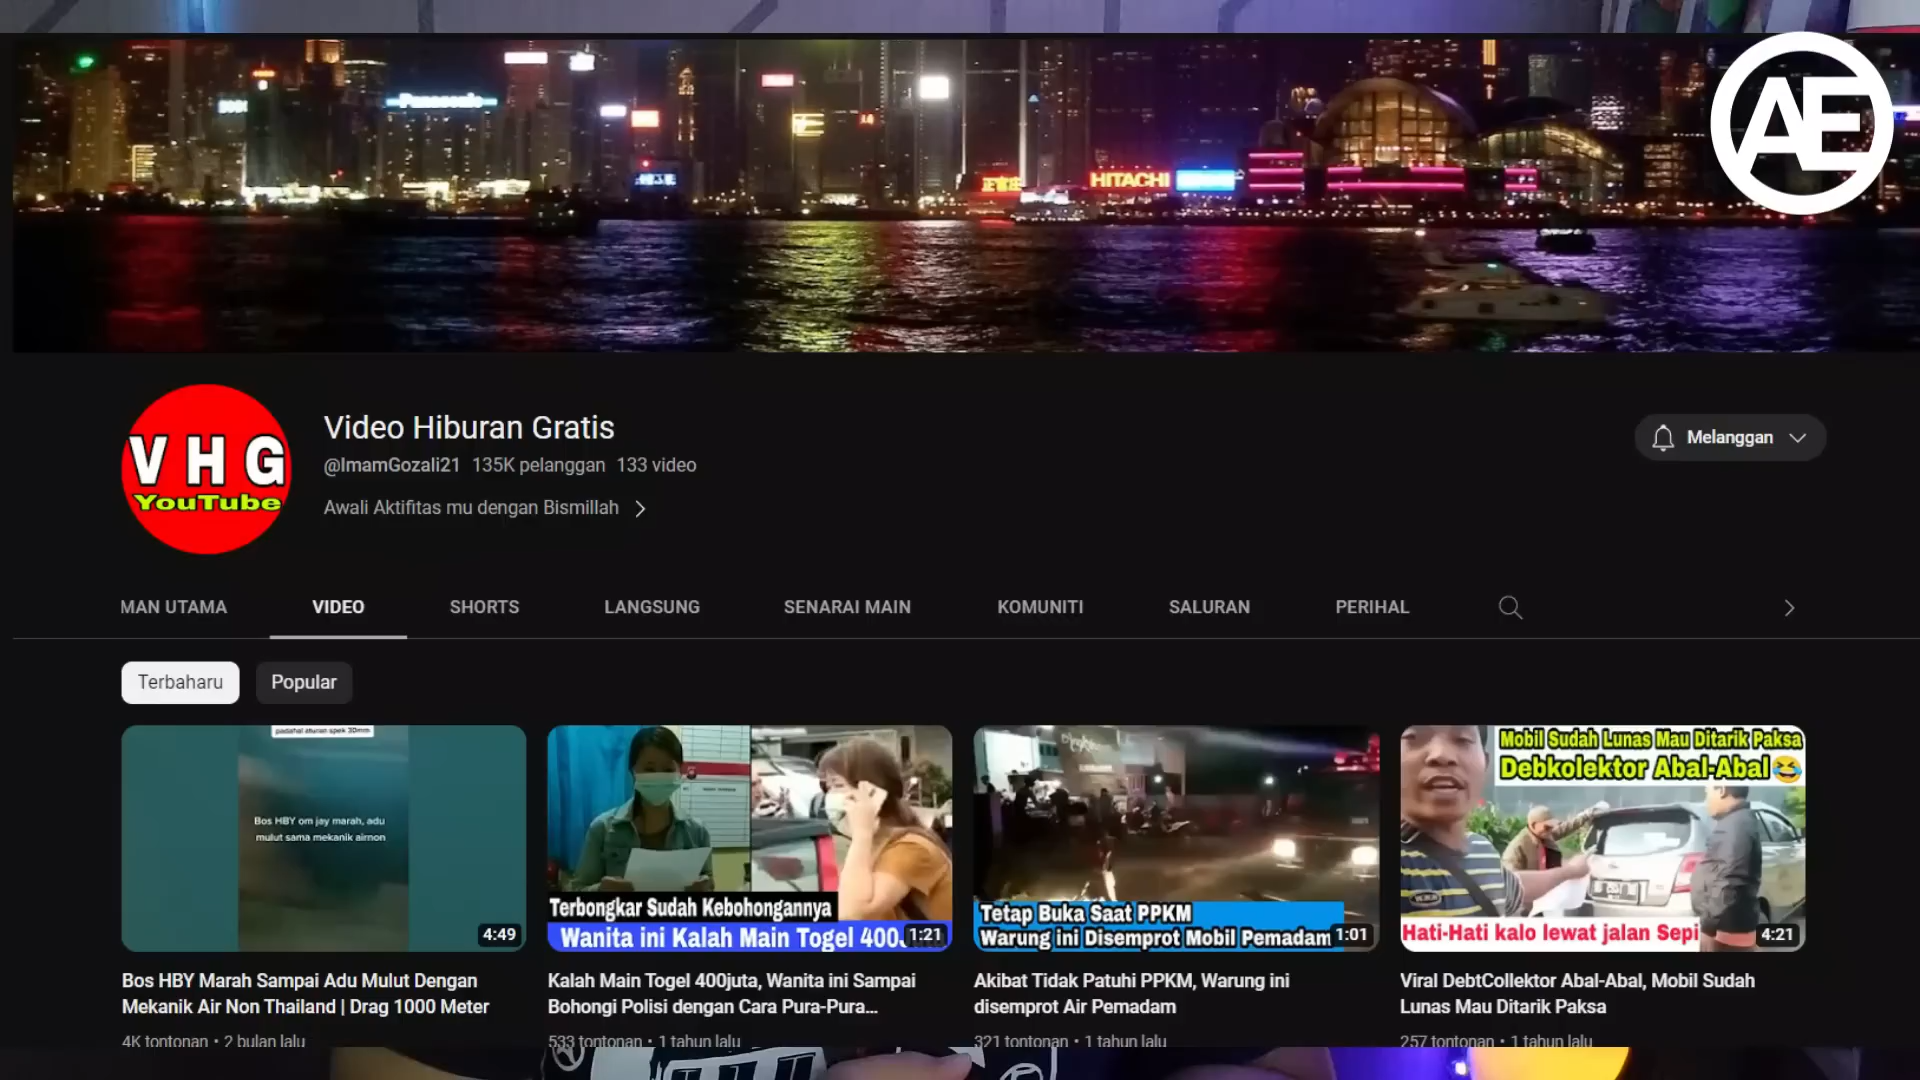 Panasonic
HITACHI
AE
V H G
YouTube
Video Hiburan Gratis
@ImamGozali21 135K pelanggan 133 video
Awali Aktifitas mu dengan Bismillah
Melanggan
MAN UTAMA VIDEO SHORTS LANGSUNG SENARAI MAIN KOMUNITI SALURAN PERIHAL
Terbaharu Popular
padahal aturan spek 30mm
Bos HBY om jay marah, adu
mulut sama mekanik airnon
4:49
Terbongkar Sudah Kebohongannya
Wanita ini Kalah Main Togel 400
1:21
Tetap Buka Saat PPKM
Warung ini Disemprot Mobil Pemadam
1:01
Mobil Sudah Lunas Mau Ditarik Paksa
Debkolektor Abal-Abal
Hati-Hati kalo lewat jalan Sepi
4:21
Bos HBY Marah Sampai Adu Mulut Dengan
Mekanik Air Non Thailand | Drag 1000 Meter
4K tontonan • 2 bulan lalu
Kalah Main Togel 400juta, Wanita ini Sampai
Bohongi Polisi dengan Cara Pura-Pura...
533 tontonan • 1 tahun lalu
Akibat Tidak Patuhi PPKM, Warung ini
disemprot Air Pemadam
321 tontonan • 1 tahun lalu
Viral DebtCollektor Abal-Abal, Mobil Sudah
Lunas Mau Ditarik Paksa
257 tontonan • 1 tahun lalu